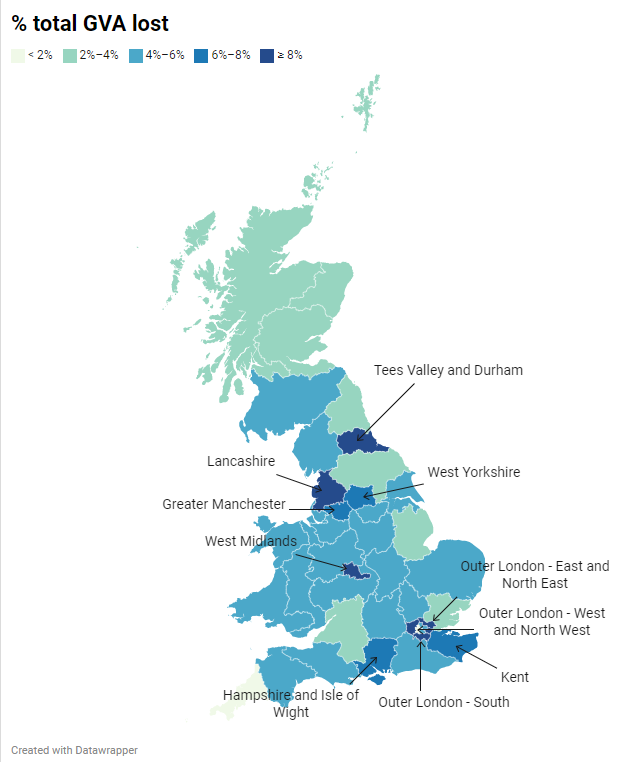 % total GVA lost
< 2% 2%–4% 4%–6% 6%–8% ≥ 8%
Tees Valley and Durham
Lancashire
West Yorkshire
Greater Manchester
West Midlands
Outer London - East and
North East
Outer London - West
and North West
Kent
Hampshire and Isle of
Wight
Outer London - South
Created with Datawrapper